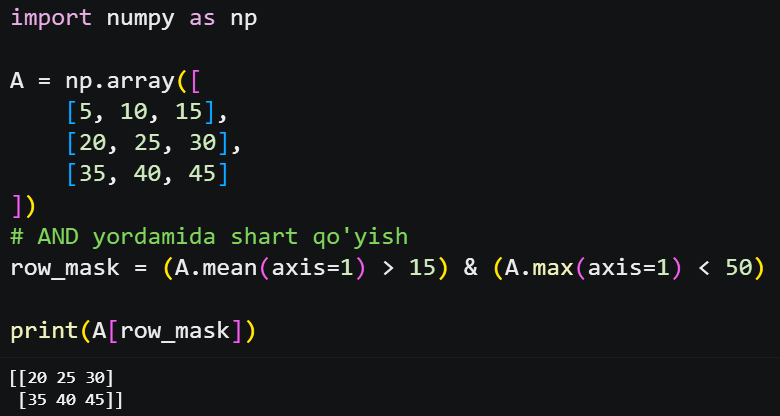 import numpy as np
A = np.array([
    [5, 10, 15],
    [20, 25, 30],
    [35, 40, 45]
])
# AND yordamida shart qo'yish
row_mask = (A.mean(axis=1) > 15) & (A.max(axis=1) < 50)
print(A[row_mask])
[[20 25 30]
 [35 40 45]]